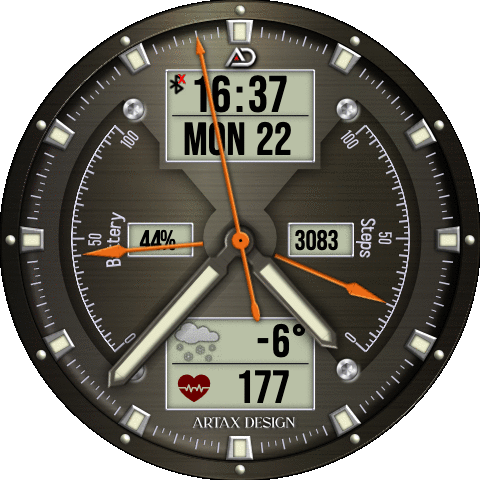 AD
16:37
MON 22
100
100
50
Battery
44%
3083
50
Steps
0
0
-6°
177
ARTAX DESIGN